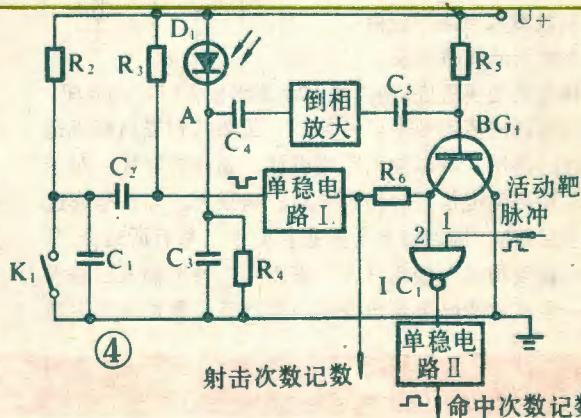 U+
D₁
R₂
R₃
R₅
A
C₄
倒相
放大
C₅
BG₁
C₂
单稳电
路Ⅰ
R₆
活动靶
脉冲
1
2
K₁
C₁
C₃
R₄
IC₁
④
射击次数记数
单稳电
路Ⅱ
命中次数记数